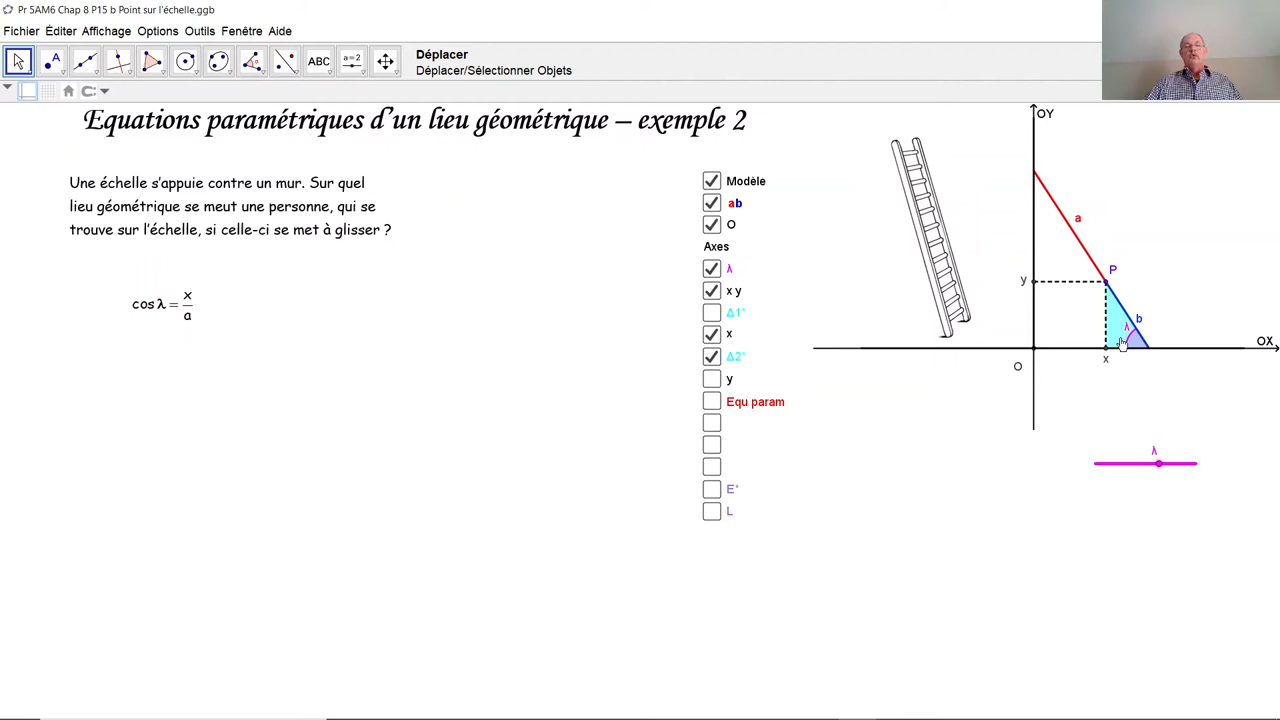 Pr 5AM6 Chap 8 P15 b Point sur l'échelle.ggb
Fichier Éditer Affichage Options Outils Fenêtre Aide
A
ABC
a=2
Déplacer
Déplacer/Sélectionner Objets
Equations paramétriques d'un lieu géométrique – exemple 2
Une échelle s'appuie contre un mur. Sur quel
lieu géométrique se meut une personne, qui se
trouve sur l'échelle, si celle-ci se met à glisser ?
cos λ = x/a
Modèle
ab
O
Axes
λ
x y
Δ1°
x
Δ2°
y
Equ param
E°
L
OY
a
P
y
b
λ
OX
x
O
λ